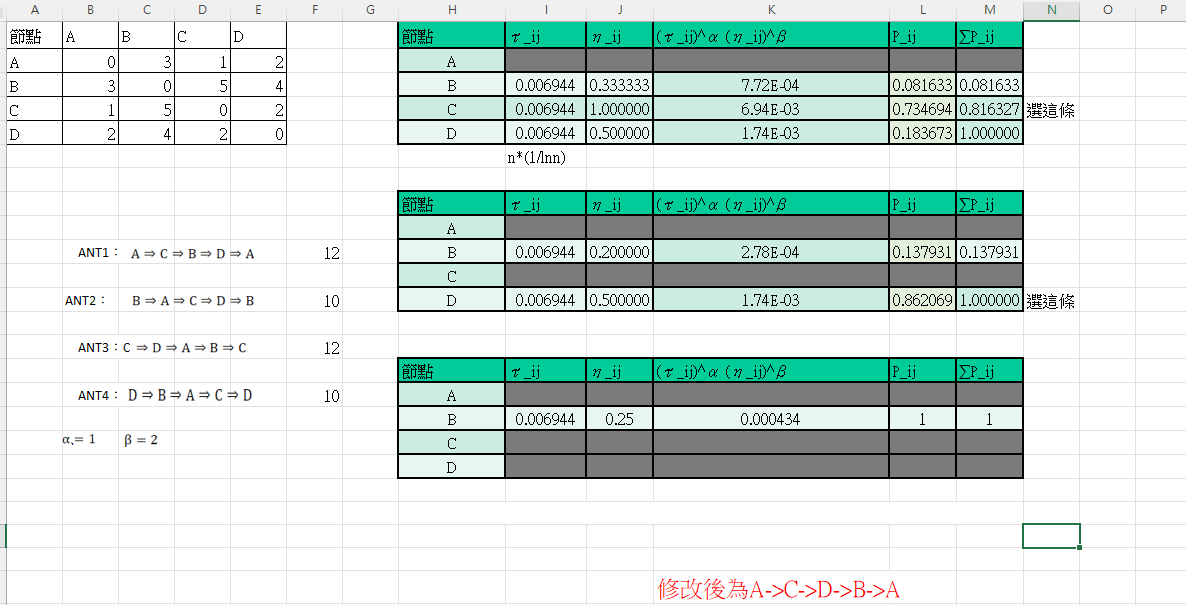 A B C D E F G H I J K L M N O P
節點 A B C D
A 0 3 1 2
B 3 0 5 4
C 1 5 0 2
D 2 4 2 0
節點 τ_ij η_ij (τ_ij)^α (η_ij)^β P_ij ∑P_ij
A
B 0.006944 0.333333 7.72E-04 0.081633 0.081633
C 0.006944 1.000000 6.94E-03 0.734694 0.816327 選這條
D 0.006944 0.500000 1.74E-03 0.183673 1.000000
n*(1/lnn)
節點 τ_ij η_ij (τ_ij)^α (η_ij)^β P_ij ∑P_ij
A
B 0.006944 0.200000 2.78E-04 0.137931 0.137931
C
D 0.006944 0.500000 1.74E-03 0.862069 1.000000 選這條
ANT1： A ⇒ C ⇒ B ⇒ D ⇒ A 12
ANT2： B ⇒ A ⇒ C ⇒ D ⇒ B 10
ANT3：C ⇒ D ⇒ A ⇒ B ⇒ C 12
ANT4： D ⇒ B ⇒ A ⇒ C ⇒ D 10
α、= 1 β = 2
節點 τ_ij η_ij (τ_ij)^α (η_ij)^β P_ij ∑P_ij
A
B 0.006944 0.25 0.000434 1 1
C
D
修改後為A->C->D->B->A